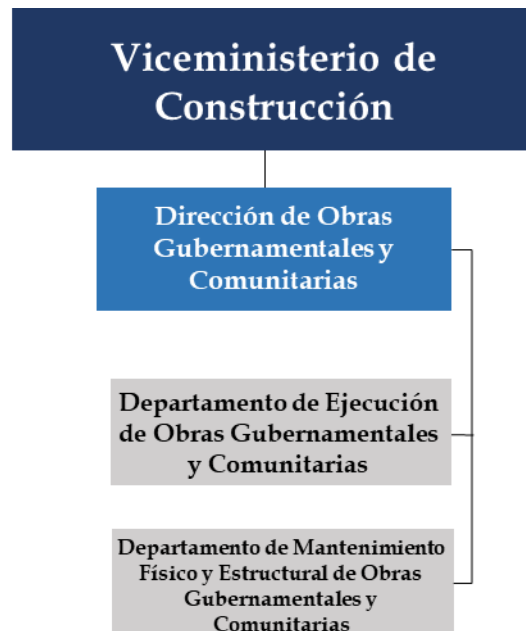 Viceministerio de
Construcción
Dirección de Obras
Gubernamentales y
Comunitarias
Departamento de Ejecución
de Obras Gubernamentales
y Comunitarias
Departamento de Mantenimiento
Físico y Estructural de Obras
Gubernamentales y
Comunitarias